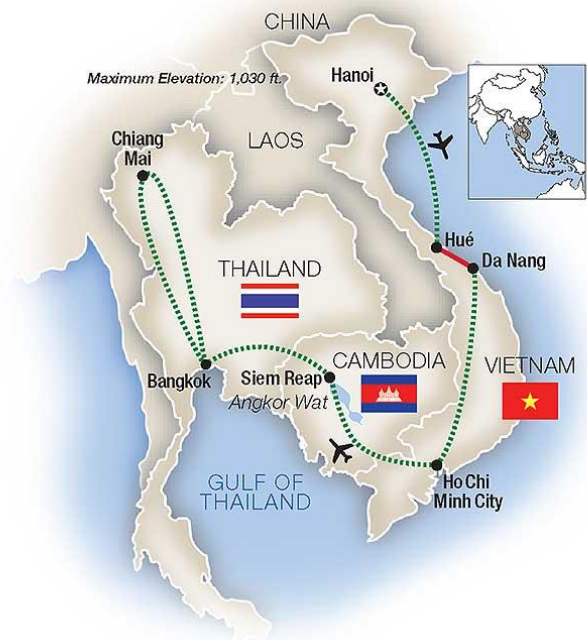 CHINA
Maximum Elevation: 1,030 ft.
Hanoi
Chiang
Mai
LAOS
Hué
Da Nang
THAILAND
CAMBODIA
VIETNAM
Bangkok
Siem Reap
Angkor Wat
GULF OF
THAILAND
Ho Chi
Minh City